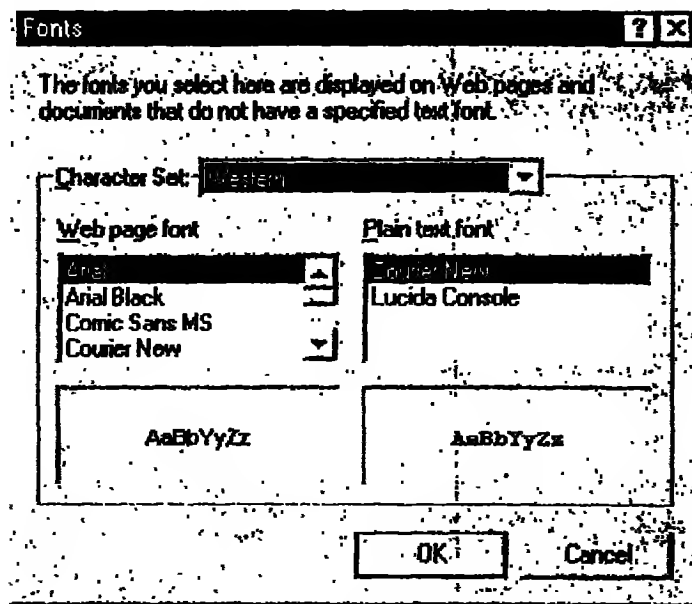 Fonts
The fonts you select here are displayed on Web pages and
documents that do not have a specified text font.
Character Set: Western
Web page font Plain text font
Arial Courier New
Arial Black Lucida Console
Comic Sans MS
Courier New
AaBbYyZz AaBbYyZz
OK Cancel